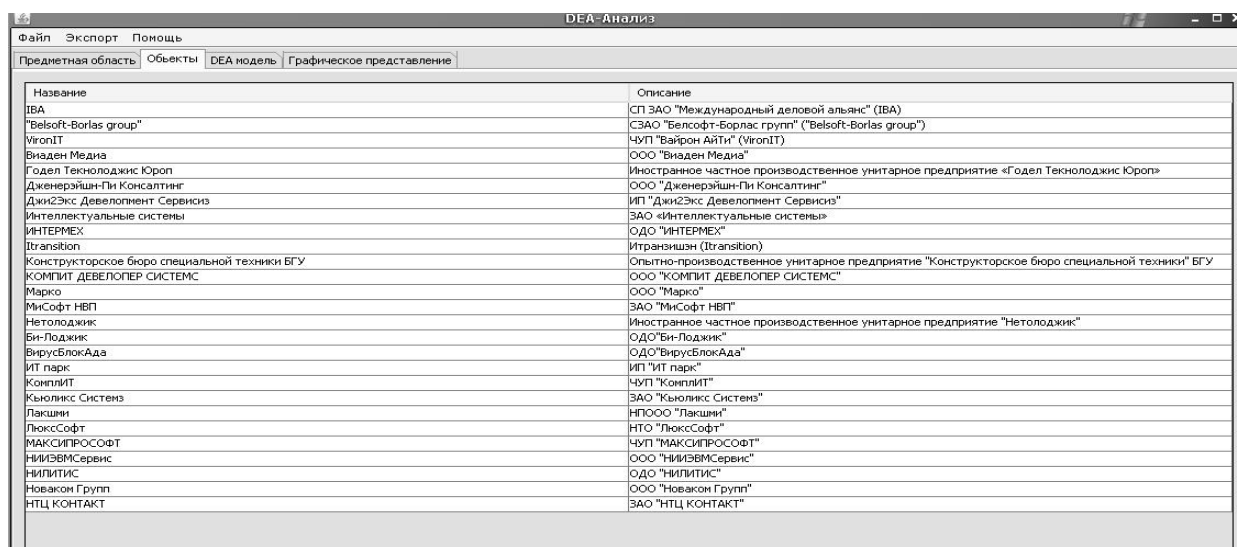 DEA-Анализ
Файл Экспорт Помощь
Предметная область Объекты DEA модель Графическое представление
Название Описание
IBA СП ЗАО "Международный деловой альянс" (IBA)
"Belsoft-Borlas group" СЗАО "Белсофт-Борлас групп" ("Belsoft-Borlas group")
VironIT ЧУП "Вайрон АйТи" (VironIT)
Виаден Медиа ООО "Виаден Медиа"
Годел Текнолоджис Юроп Иностранное частное производственное унитарное предприятие «Годел Текнолоджис Юроп»
Дженерэйшн-Пи Консалтинг ООО "Дженерэйшн-Пи Консалтинг"
Джи2Экс Девелопмент Сервисиз ИП "Джи2Экс Девелопмент Сервисиз"
Интеллектуальные системы ЗАО «Интеллектуальные системы»
ИНТЕРМЕХ ОДО "ИНТЕРМЕХ"
Itransition Итранзишэн (Itransition)
Конструкторское бюро специальной техники БГУ Опытно-производственное унитарное предприятие "Конструкторское бюро специальной техники" БГУ
КОМПИТ ДЕВЕЛОПЕР СИСТЕМС ООО "КОМПИТ ДЕВЕЛОПЕР СИСТЕМС"
Марко ООО "Марко"
МиСофт НВП ЗАО "МиСофт НВП"
Нетолоджик Иностранное частное производственное унитарное предприятие "Нетолоджик"
Би-Лоджик ОДО"Би-Лоджик"
ВирусБлокАда ОДО"ВирусБлокАда"
ИТ парк ИП "ИТ парк"
КомплИТ ЧУП "КомплИТ"
Кьюликс Системз ЗАО "Кьюликс Системз"
Лакшми НПООО "Лакшми"
ЛюксСофт НТО "ЛюксСофт"
МАКСИПРОСОФТ ЧУП "МАКСИПРОСОФТ"
НИИЭВМСервис ООО "НИИЭВМСервис"
НИЛИТИС ОДО "НИЛИТИС"
Новаком Групп ООО "Новаком Групп"
НТЦ КОНТАКТ ЗАО "НТЦ КОНТАКТ"